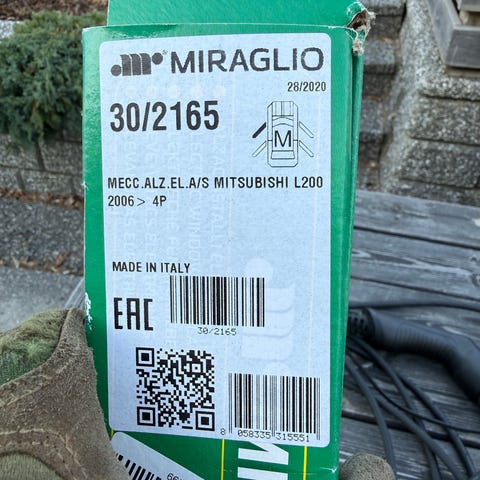 MIRAGLIO
28/2020
30/2165
M
MECC.ALZ.EL.A/S MITSUBISHI L200
2006> 4P
MADE IN ITALY
EAC
30/2165
8 058335 315551